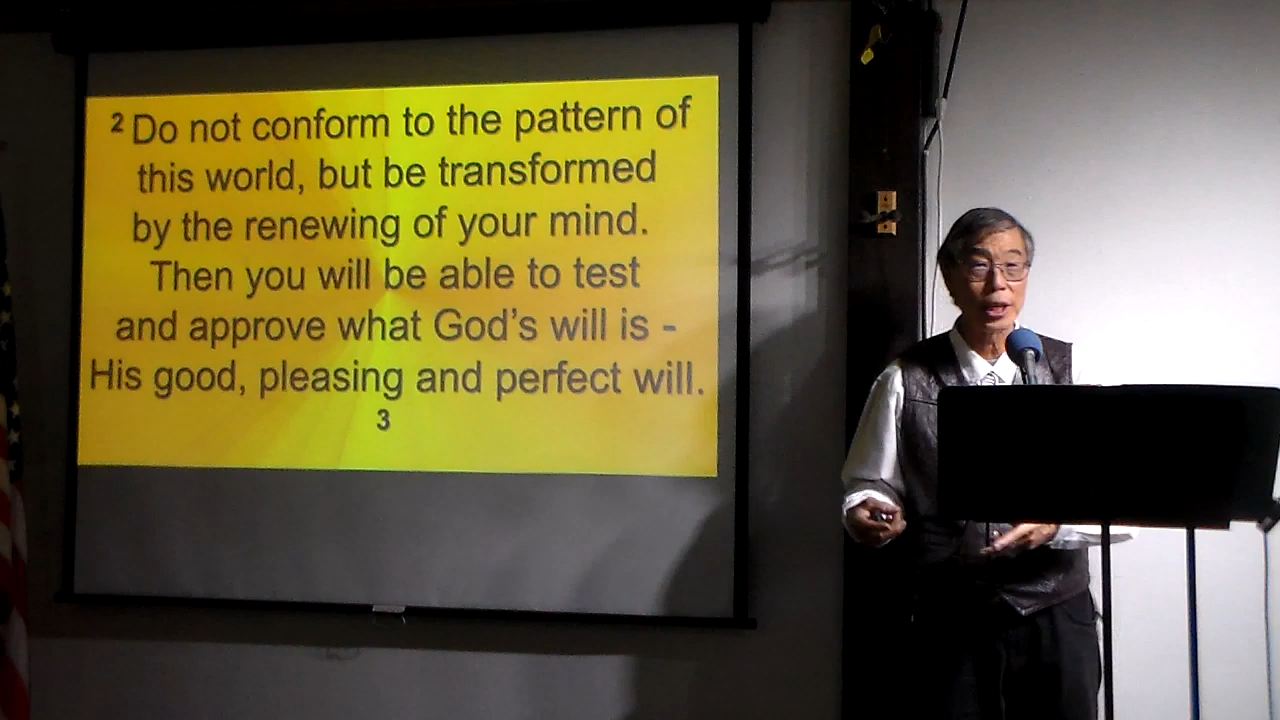 ² Do not conform to the pattern of
this world, but be transformed
by the renewing of your mind.
Then you will be able to test
and approve what God’s will is -
His good, pleasing and perfect will.
3